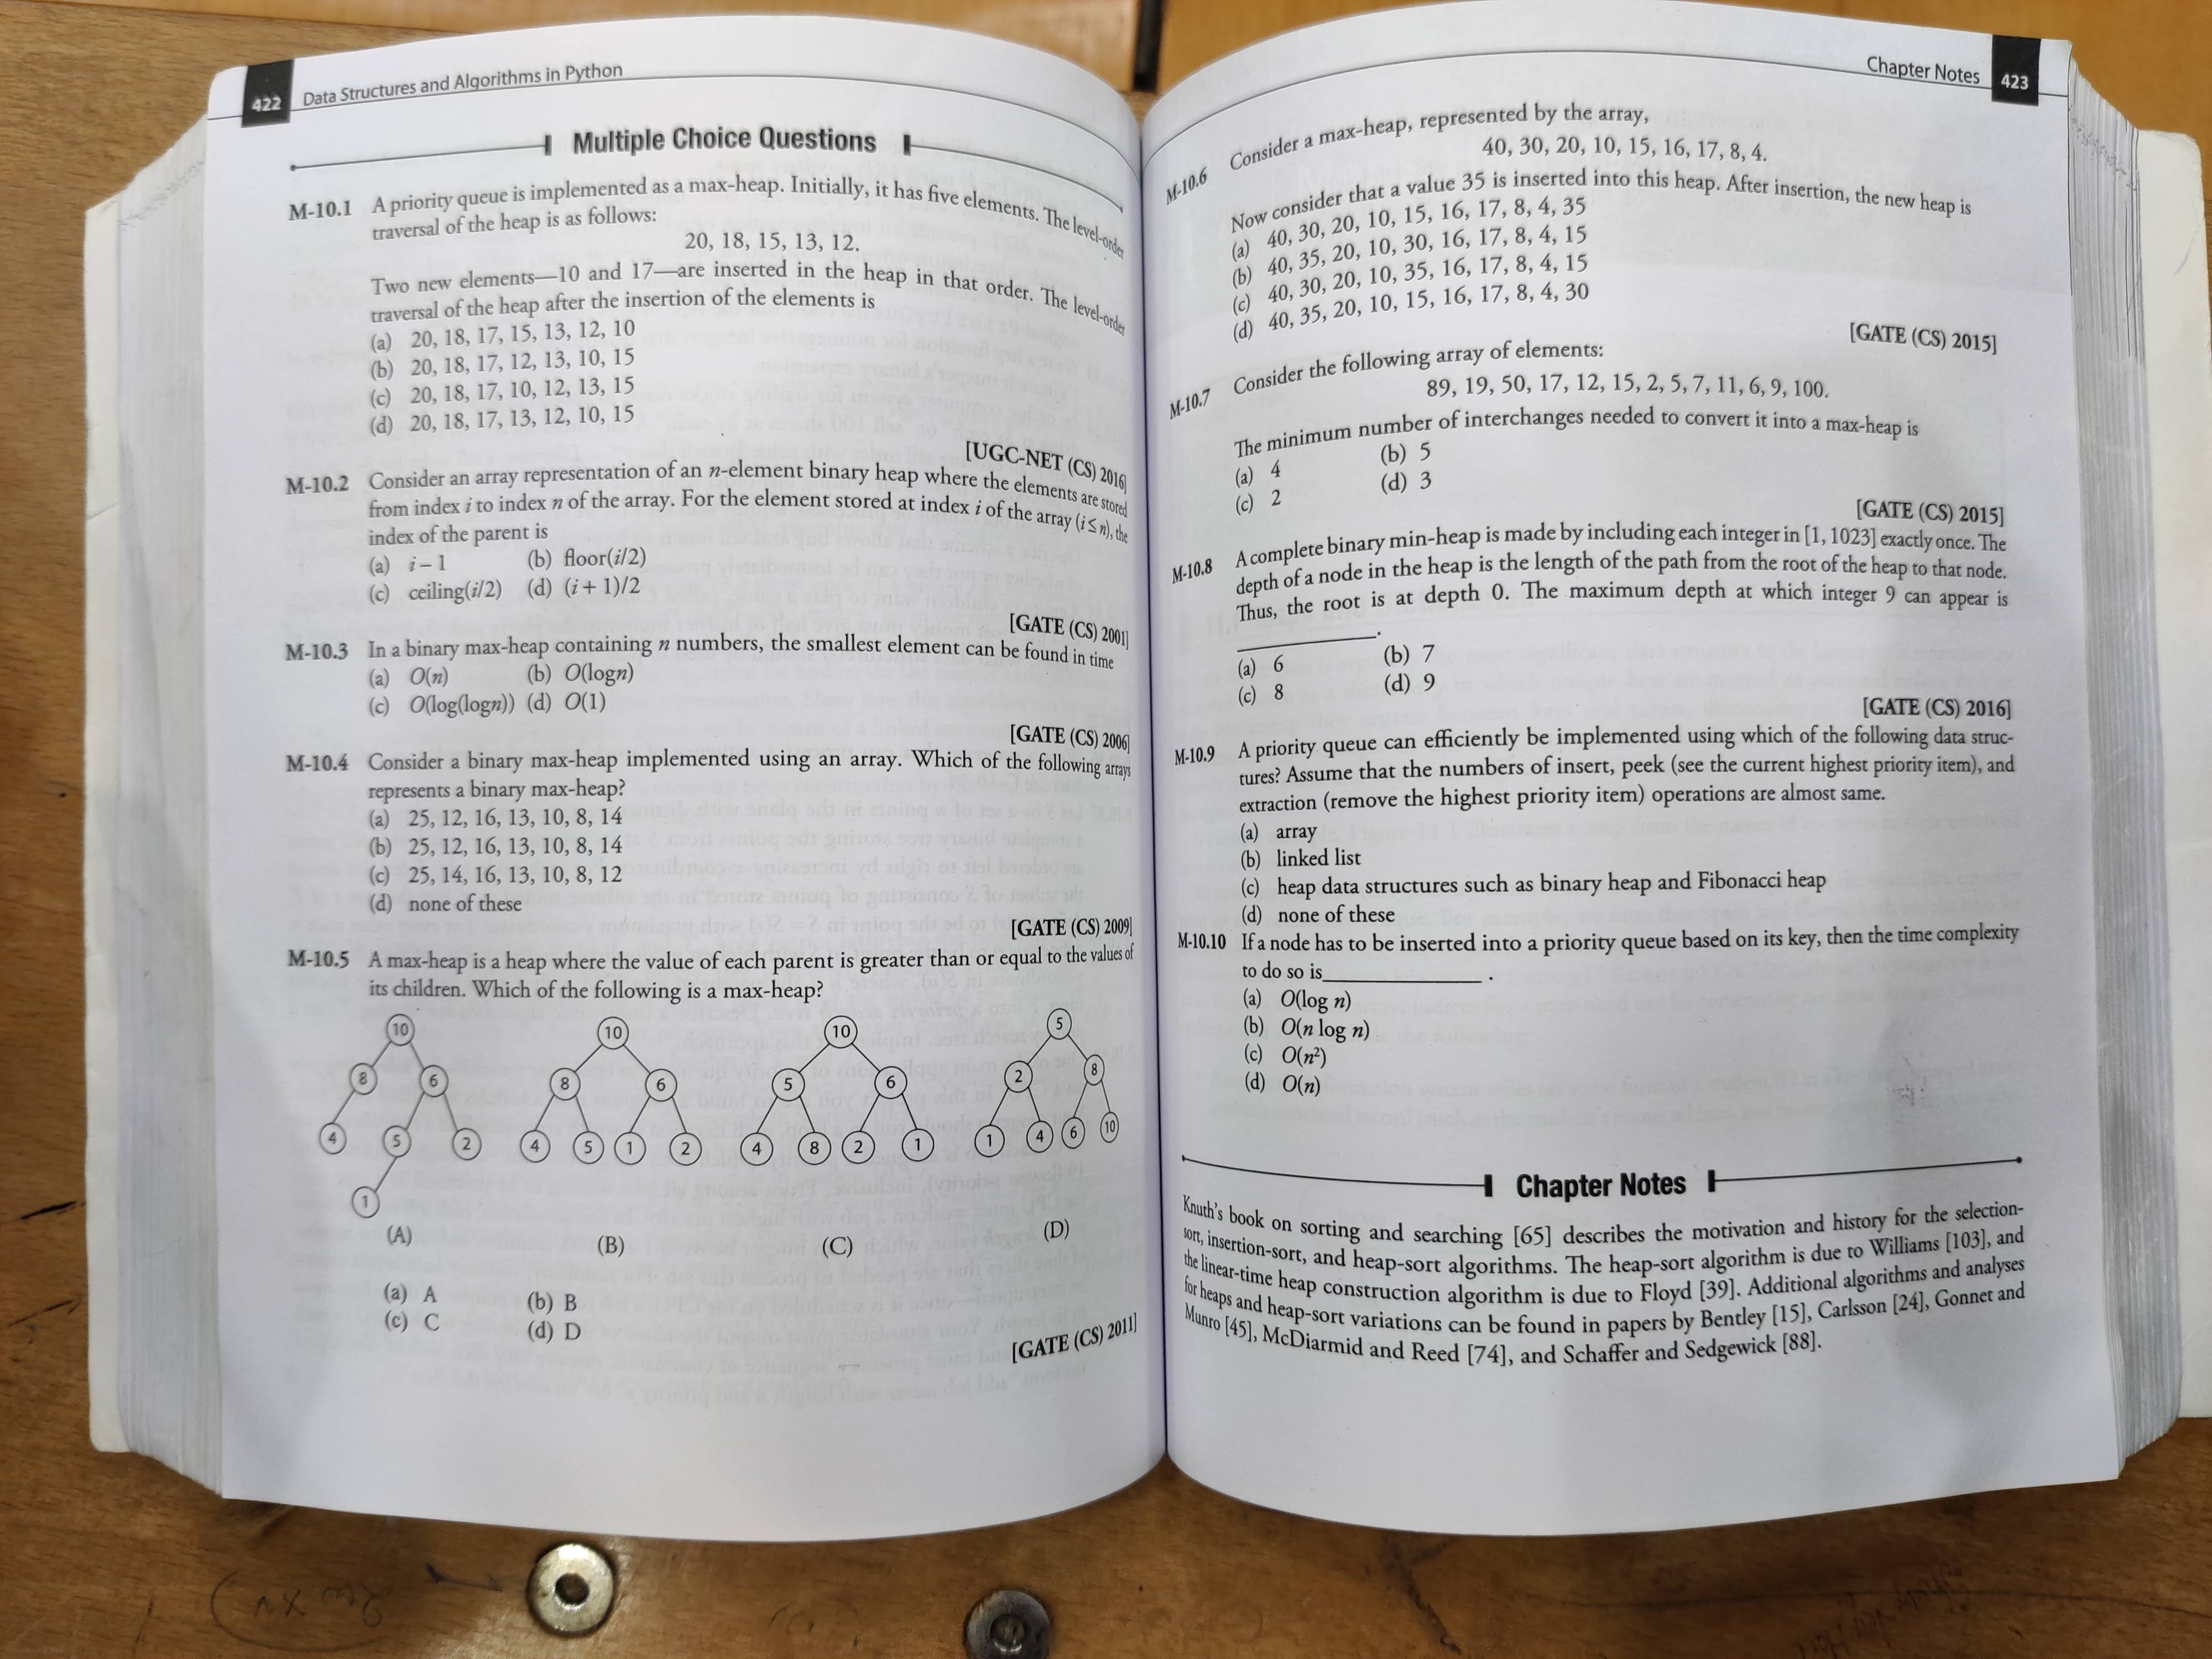 422
Data Structures and Algorithms in Python
Multiple Choice Questions
M-10.1 A priority queue is implemented as a max-heap. Initially, it has five elements. The level-order
traversal of the heap is as follows:
20, 18, 15, 13, 12.
Two new elements—10 and 17—are inserted in the heap in that order. The level-order
traversal of the heap after the insertion of the elements is
(a) 20, 18, 17, 15, 13, 12, 10
(b) 20, 18, 17, 12, 13, 10, 15
(c) 20, 18, 17, 10, 12, 13, 15
(d) 20, 18, 17, 13, 12, 10, 15
[UGC-NET (CS) 2016]
M-10.2 Consider an array representation of an n-element binary heap where the elements are stored
from index i to index n of the array. For the element stored at index i of the array (i ≤ n), the
index of the parent is
(a) i – 1 (b) floor(i/2)
(c) ceiling(i/2) (d) (i + 1)/2
[GATE (CS) 2001]
M-10.3 In a binary max-heap containing n numbers, the smallest element can be found in time
(a) O(n) (b) O(logn)
(c) O(log(logn)) (d) O(1)
[GATE (CS) 2006]
M-10.4 Consider a binary max-heap implemented using an array. Which of the following arrays
represents a binary max-heap?
(a) 25, 12, 16, 13, 10, 8, 14
(b) 25, 12, 16, 13, 10, 8, 14
(c) 25, 14, 16, 13, 10, 8, 12
(d) none of these
[GATE (CS) 2009]
M-10.5 A max-heap is a heap where the value of each parent is greater than or equal to the values of
its children. Which of the following is a max-heap?
10 10 10 5
8 6 8 6 5 6 2 8
4 5 2 4 5 1 2 4 8 2 1 1 4 6 10
1
(A) (B) (C) (D)
(a) A (b) B
(c) C (d) D
[GATE (CS) 2011]
Chapter Notes
423
M-10.6 Consider a max-heap, represented by the array,
40, 30, 20, 10, 15, 16, 17, 8, 4.
Now consider that a value 35 is inserted into this heap. After insertion, the new heap is
(a) 40, 30, 20, 10, 15, 16, 17, 8, 4, 35
(b) 40, 35, 20, 10, 30, 16, 17, 8, 4, 15
(c) 40, 30, 20, 10, 35, 16, 17, 8, 4, 15
(d) 40, 35, 20, 10, 15, 16, 17, 8, 4, 30
[GATE (CS) 2015]
M-10.7 Consider the following array of elements:
89, 19, 50, 17, 12, 15, 2, 5, 7, 11, 6, 9, 100.
The minimum number of interchanges needed to convert it into a max-heap is
(a) 4 (b) 5
(c) 2 (d) 3
[GATE (CS) 2015]
M-10.8 A complete binary min-heap is made by including each integer in [1, 1023] exactly once. The
depth of a node in the heap is the length of the path from the root of the heap to that node.
Thus, the root is at depth 0. The maximum depth at which integer 9 can appear is
____________.
(a) 6 (b) 7
(c) 8 (d) 9
[GATE (CS) 2016]
M-10.9 A priority queue can efficiently be implemented using which of the following data struc-
tures? Assume that the numbers of insert, peek (see the current highest priority item), and
extraction (remove the highest priority item) operations are almost same.
(a) array
(b) linked list
(c) heap data structures such as binary heap and Fibonacci heap
(d) none of these
M-10.10 If a node has to be inserted into a priority queue based on its key, then the time complexity
to do so is______________ .
(a) O(log n)
(b) O(n log n)
(c) O(n²)
(d) O(n)
Chapter Notes
Knuth's book on sorting and searching [65] describes the motivation and history for the selection-
sort, insertion-sort, and heap-sort algorithms. The heap-sort algorithm is due to Williams [103], and
the linear-time heap construction algorithm is due to Floyd [39]. Additional algorithms and analyses
for heaps and heap-sort variations can be found in papers by Bentley [15], Carlsson [24], Gonnet and
Munro [45], McDiarmid and Reed [74], and Schaffer and Sedgewick [88].